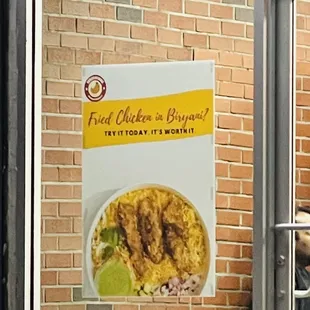 Fried Chicken in Biryani?
TRY IT TODAY. IT'S WORTH IT.